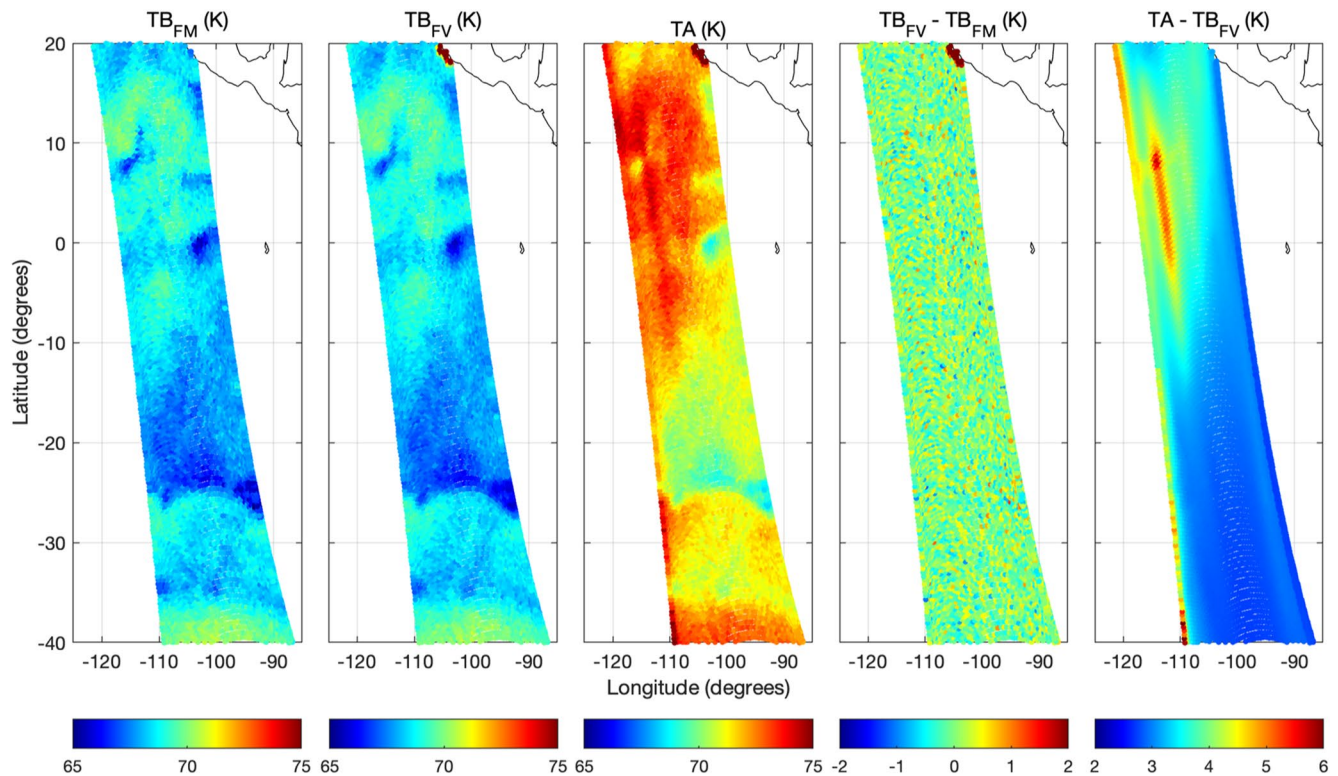 TB_FM (K) TB_FV (K) TA (K) TB_FV - TB_FM (K) TA - TB_FV (K)
20
10
0
-10
-20
-30
-40
Latitude (degrees)
-120 -110 -100 -90 -120 -110 -100 -90 -120 -110 -100 -90 -120 -110 -100 -90 -120 -110 -100 -90
Longitude (degrees)
65 70 75 65 70 75 65 70 75 -2 -1 0 1 2 2 3 4 5 6